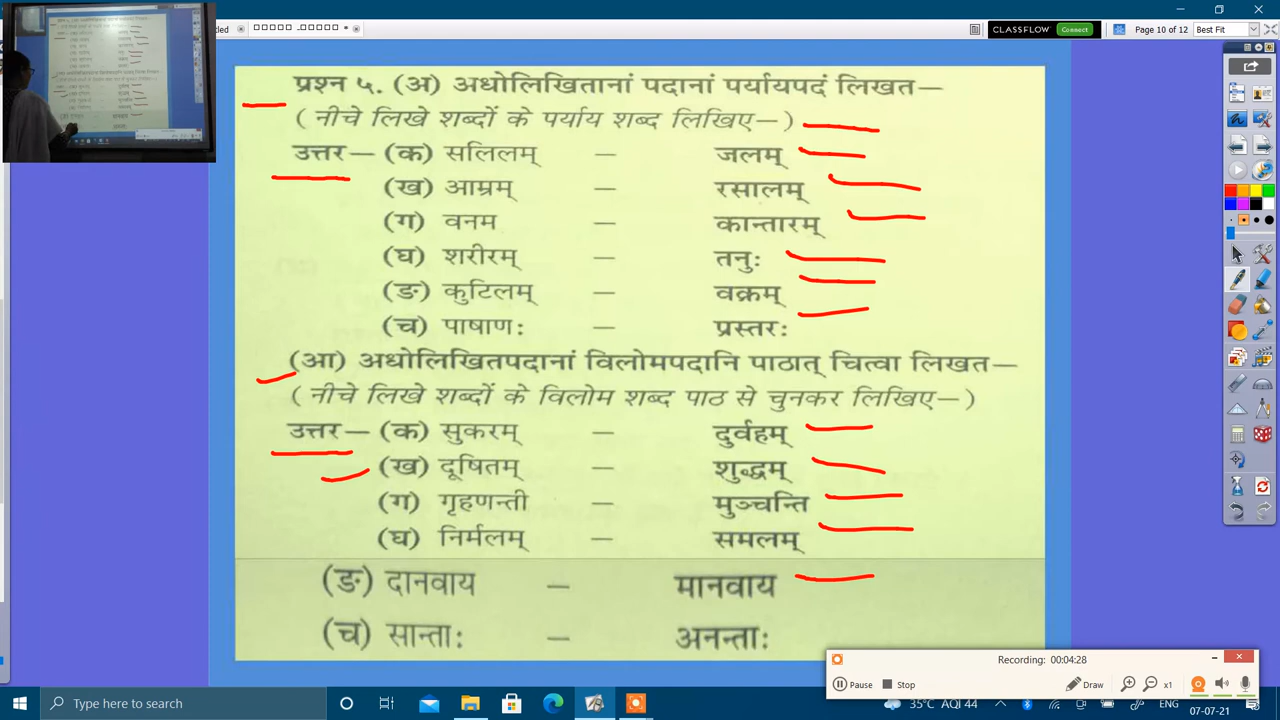 CLASSFLOW Connect
Page 10 of 12 Best Fit
प्रश्न ५. (अ) अधोलिखितानां पदानां पर्यायपदं लिखत—
(नीचे लिखे शब्दों के पर्याय शब्द लिखिए—)
उत्तर— (क) सलिलम् — जलम्
(ख) आम्रम् — रसालम्
(ग) वनम — कान्तारम्
(घ) शरीरम् — तनुः
(ङ) कुटिलम् — वक्रम्
(च) पाषाणः — प्रस्तरः
(आ) अधोलिखितपदानां विलोमपदानि पाठात् चित्वा लिखत—
(नीचे लिखे शब्दों के विलोम शब्द पाठ से चुनकर लिखिए—)
उत्तर— (क) सुकरम् — दुर्वहम्
(ख) दूषितम् — शुद्धम्
(ग) गृहणन्ती — मुञ्चन्ति
(घ) निर्मलम् — समलम्
(ङ) दानवाय — मानवाय
(च) सान्ताः — अनन्ताः
Recording: 00:04:28
Pause Stop Draw x1
Type here to search
35°C AQI 44 ENG
07-07-21